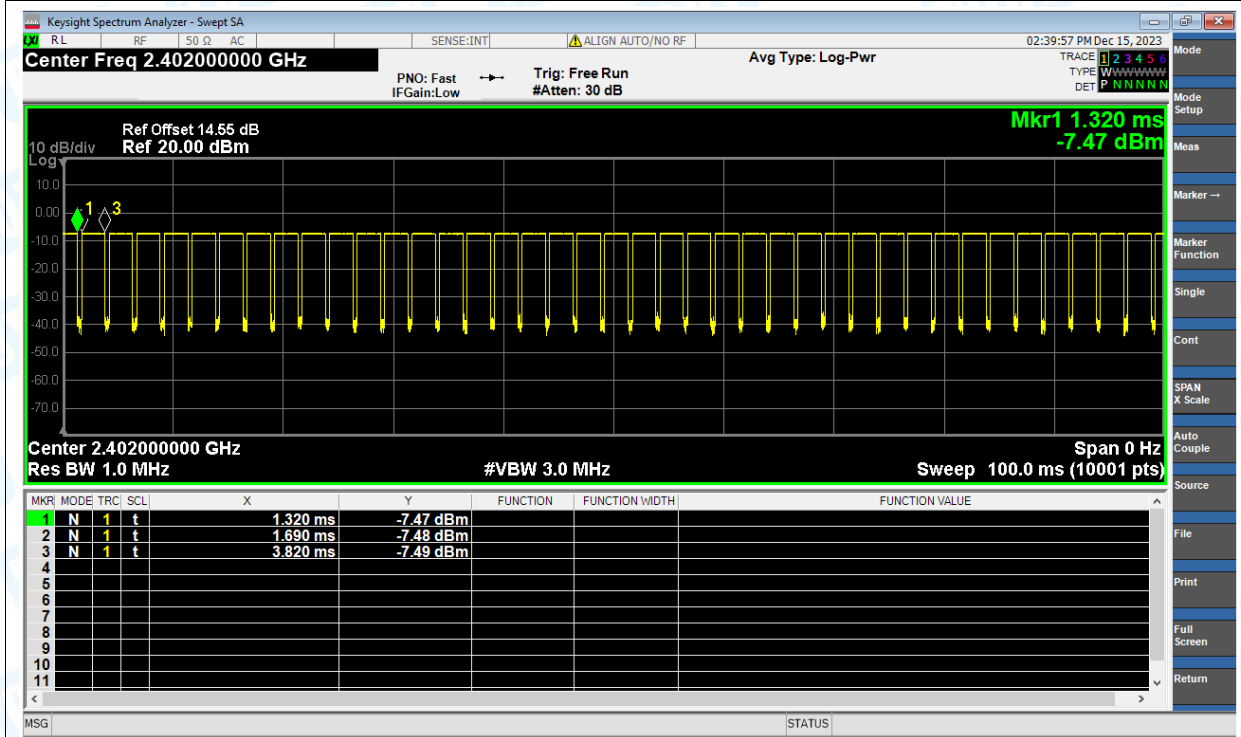 Keysight Spectrum Analyzer - Swept SA
LXI RL RF 50 Ω AC SENSE:INT ALIGN AUTO/NO RF 02:39:57 PM Dec 15, 2023
Center Freq 2.402000000 GHz
Avg Type: Log-Pwr
TRACE 1 2 3 4 5 6
PNO: Fast Trig: Free Run
TYPE WWWWWWW
IFGain:Low #Atten: 30 dB
DET P N N N N N
Mkr1 1.320 ms
-7.47 dBm
Ref Offset 14.55 dB
10 dB/div Ref 20.00 dBm
Log
10.0
0.00
1
3
-10.0
-20.0
-30.0
-40.0
-50.0
-60.0
-70.0
Center 2.402000000 GHz Span 0 Hz
Res BW 1.0 MHz #VBW 3.0 MHz Sweep 100.0 ms (10001 pts)
MKR MODE TRC SCL X Y FUNCTION FUNCTION WIDTH FUNCTION VALUE
1 N 1 t 1.320 ms -7.47 dBm
2 N 1 t 1.690 ms -7.48 dBm
3 N 1 t 3.820 ms -7.49 dBm
4
5
6
7
8
9
10
11
MSG STATUS
Mode
Mode
Setup
Meas
Marker →
Marker
Function
Single
Cont
SPAN
X Scale
Auto
Couple
Source
File
Print
Full
Screen
Return